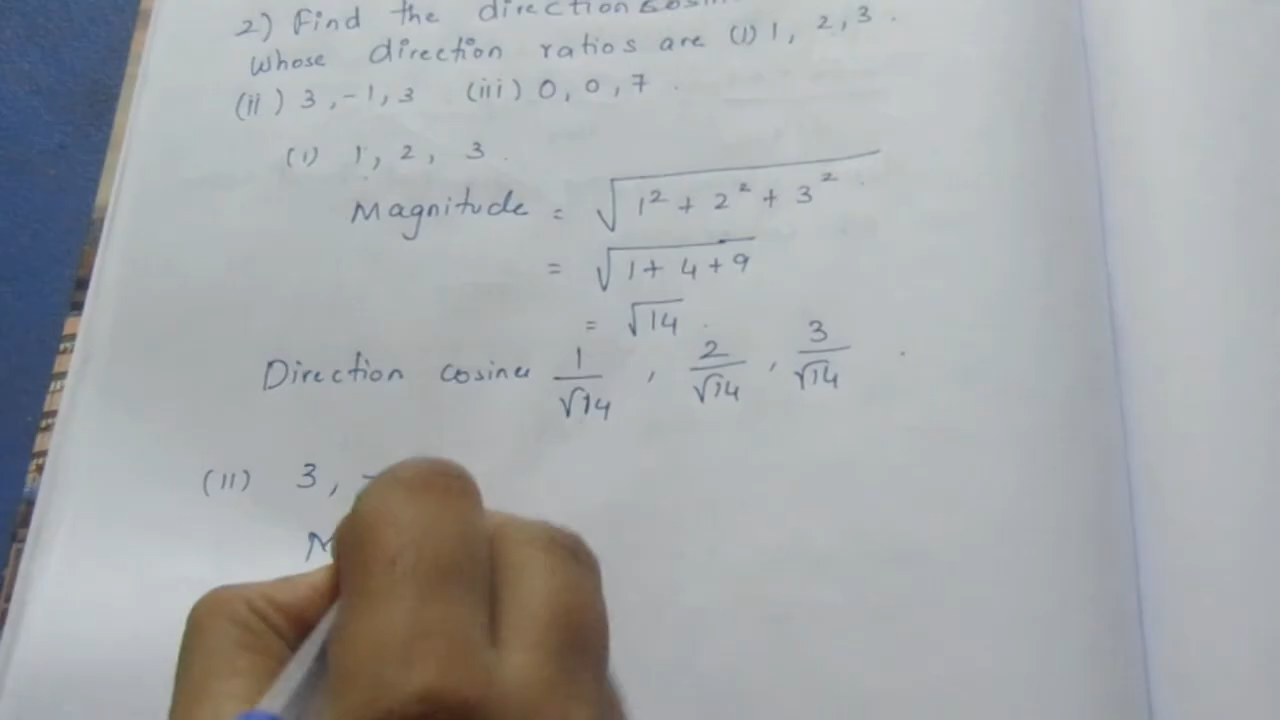 2) Find the direction cosin
whose direction ratios are (i) 1, 2, 3.
(ii) 3, -1, 3 (iii) 0, 0, 7.
(i) 1, 2, 3.
Magnitude = √(1² + 2² + 3²)
= √(1 + 4 + 9)
= √14.
Direction cosines 1/√14, 2/√14, 3/√14.
(ii) 3, -
M